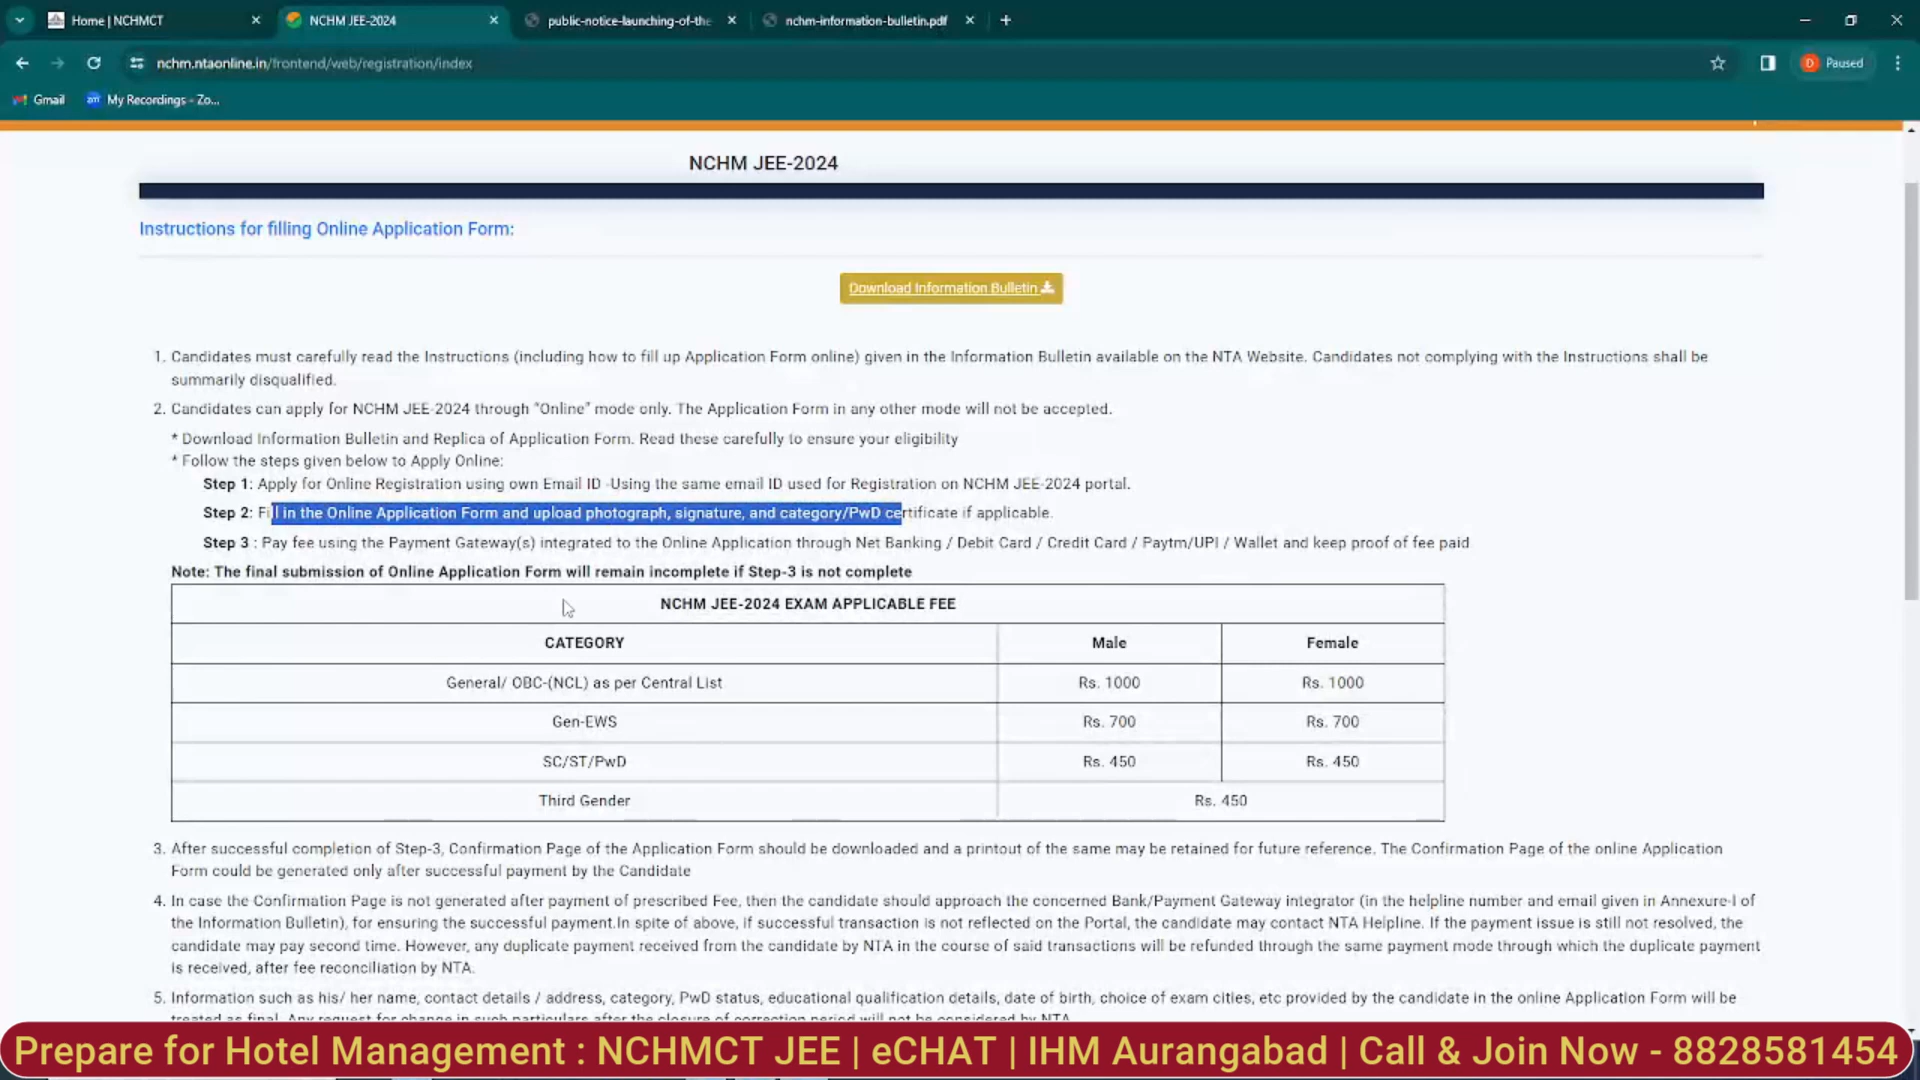 Home | NCHMCT
NCHM JEE-2024
public-notice-launching-of-the
nchm-information-bulletin.pdf
nchm.ntaonline.in/frontend/web/registration/index
D Paused
Gmail
My Recordings - Zo...
NCHM JEE-2024
Instructions for filling Online Application Form:
Download Information Bulletin
1. Candidates must carefully read the Instructions (including how to fill up Application Form online) given in the Information Bulletin available on the NTA Website. Candidates not complying with the Instructions shall be
summarily disqualified.
2. Candidates can apply for NCHM JEE-2024 through "Online" mode only. The Application Form in any other mode will not be accepted.
* Download Information Bulletin and Replica of Application Form. Read these carefully to ensure your eligibility
* Follow the steps given below to Apply Online:
Step 1: Apply for Online Registration using own Email ID -Using the same email ID used for Registration on NCHM JEE-2024 portal.
Step 2: Fill in the Online Application Form and upload photograph, signature, and category/PwD certificate if applicable.
Step 3 : Pay fee using the Payment Gateway(s) integrated to the Online Application through Net Banking / Debit Card / Credit Card / Paytm/UPI / Wallet and keep proof of fee paid
Note: The final submission of Online Application Form will remain incomplete if Step-3 is not complete
NCHM JEE-2024 EXAM APPLICABLE FEE
CATEGORY Male Female
General/ OBC-(NCL) as per Central List Rs. 1000 Rs. 1000
Gen-EWS Rs. 700 Rs. 700
SC/ST/PwD Rs. 450 Rs. 450
Third Gender Rs. 450
3. After successful completion of Step-3, Confirmation Page of the Application Form should be downloaded and a printout of the same may be retained for future reference. The Confirmation Page of the online Application
Form could be generated only after successful payment by the Candidate
4. In case the Confirmation Page is not generated after payment of prescribed Fee, then the candidate should approach the concerned Bank/Payment Gateway integrator (in the helpline number and email given in Annexure-I of
the Information Bulletin), for ensuring the successful payment.In spite of above, if successful transaction is not reflected on the Portal, the candidate may contact NTA Helpline. If the payment issue is still not resolved, the
candidate may pay second time. However, any duplicate payment received from the candidate by NTA in the course of said transactions will be refunded through the same payment mode through which the duplicate payment
is received, after fee reconciliation by NTA.
5. Information such as his/ her name, contact details / address, category, PwD status, educational qualification details, date of birth, choice of exam cities, etc provided by the candidate in the online Application Form will be
treated as final. Any request for change in such particulars after the closure of correction period will not be considered by NTA.
Prepare for Hotel Management : NCHMCT JEE | eCHAT | IHM Aurangabad | Call & Join Now - 8828581454